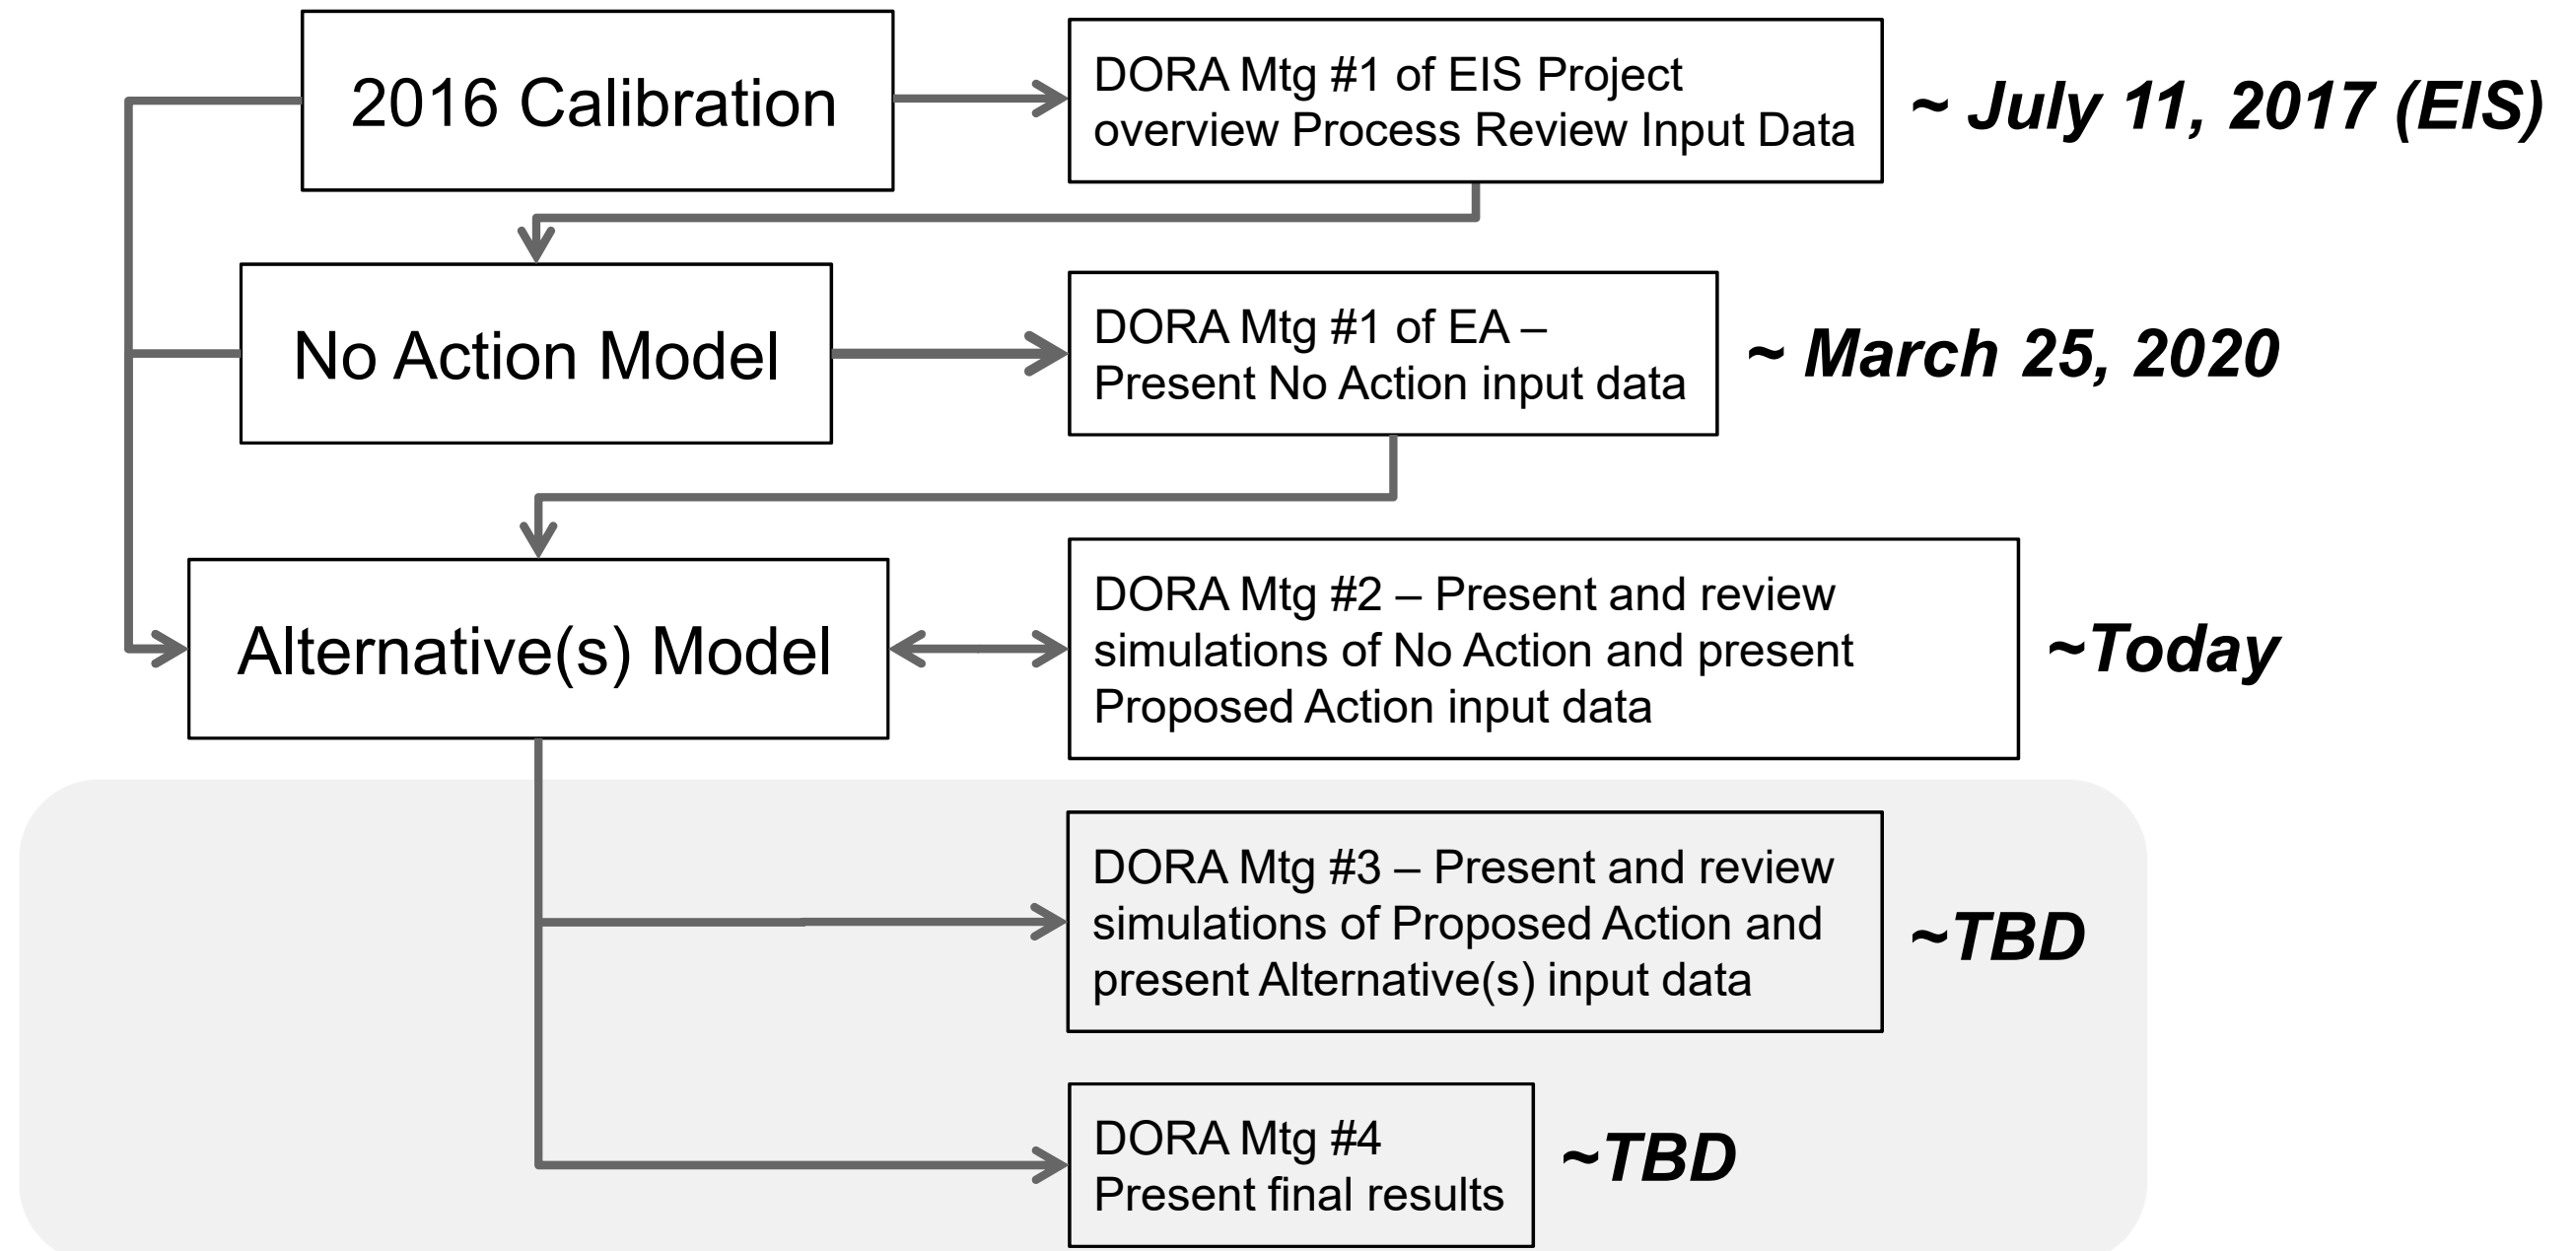 2016 Calibration
DORA Mtg #1 of EIS Project
overview Process Review Input Data
~ July 11, 2017 (EIS)
No Action Model
DORA Mtg #1 of EA –
Present No Action input data
~ March 25, 2020
Alternative(s) Model
DORA Mtg #2 – Present and review
simulations of No Action and present
Proposed Action input data
~Today
DORA Mtg #3 – Present and review
simulations of Proposed Action and
present Alternative(s) input data
~TBD
DORA Mtg #4
Present final results
~TBD